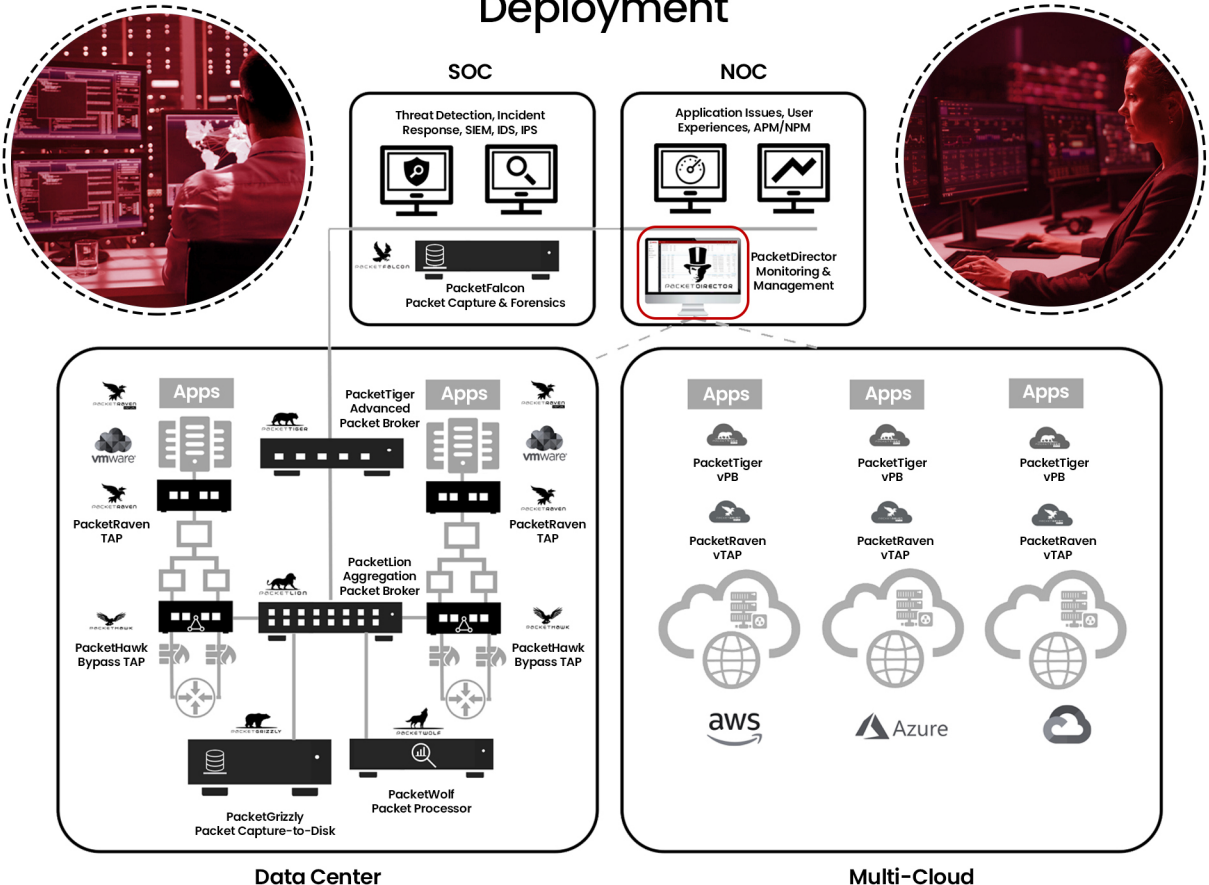 Deployment
SOC
NOC
Threat Detection, Incident
Response, SIEM, IDS, IPS
Application Issues, User
Experiences, APM/NPM
PACKETFALCON
PacketFalcon
Packet Capture & Forensics
PACKETDIRECTOR
PacketDirector
Monitoring &
Management
PACKETRAVEN
Apps
vmware
PACKETRAVEN
PacketRaven
TAP
PACKETHAWK
PacketHawk
Bypass TAP
PACKETTIGER
PacketTiger
Advanced
Packet Broker
PACKETLION
PacketLion
Aggregation
Packet Broker
Apps
PACKETRAVEN
vmware
PACKETRAVEN
PacketRaven
TAP
PACKETHAWK
PacketHawk
Bypass TAP
PACKETGRIZZLY
PacketGrizzly
Packet Capture-to-Disk
PACKETWOLF
PacketWolf
Packet Processor
Data Center
Apps
PacketTiger
vPB
PacketRaven
vTAP
aws
Apps
PacketTiger
vPB
PacketRaven
vTAP
Azure
Apps
PacketTiger
vPB
PacketRaven
vTAP
Multi-Cloud